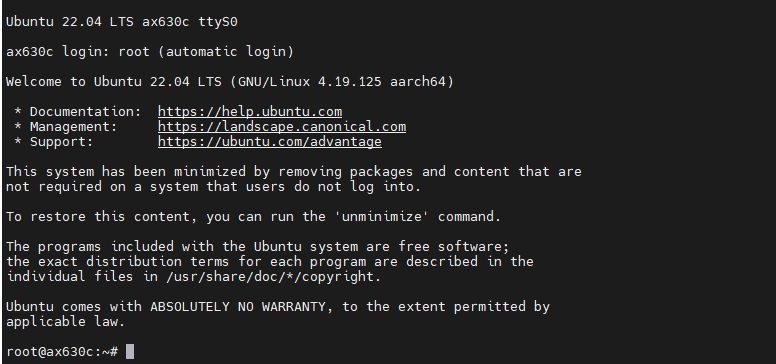 Ubuntu 22.04 LTS ax630c ttyS0
ax630c login: root (automatic login)
Welcome to Ubuntu 22.04 LTS (GNU/Linux 4.19.125 aarch64)
* Documentation:  https://help.ubuntu.com
* Management:     https://landscape.canonical.com
* Support:        https://ubuntu.com/advantage
This system has been minimized by removing packages and content that are
not required on a system that users do not log into.
To restore this content, you can run the 'unminimize' command.
The programs included with the Ubuntu system are free software;
the exact distribution terms for each program are described in the
individual files in /usr/share/doc/*/copyright.
Ubuntu comes with ABSOLUTELY NO WARRANTY, to the extent permitted by
applicable law.
root@ax630c:~#